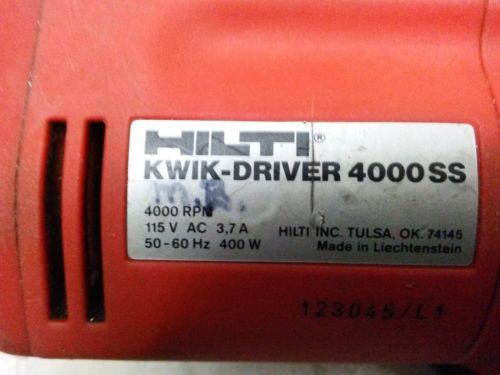 HILTI®
KWIK-DRIVER 4000SS
m.R.
4000 RPM
115 V AC 3,7 A HILTI INC. TULSA, OK. 74145
50-60 Hz 400 W Made in Liechtenstein
123045/L1